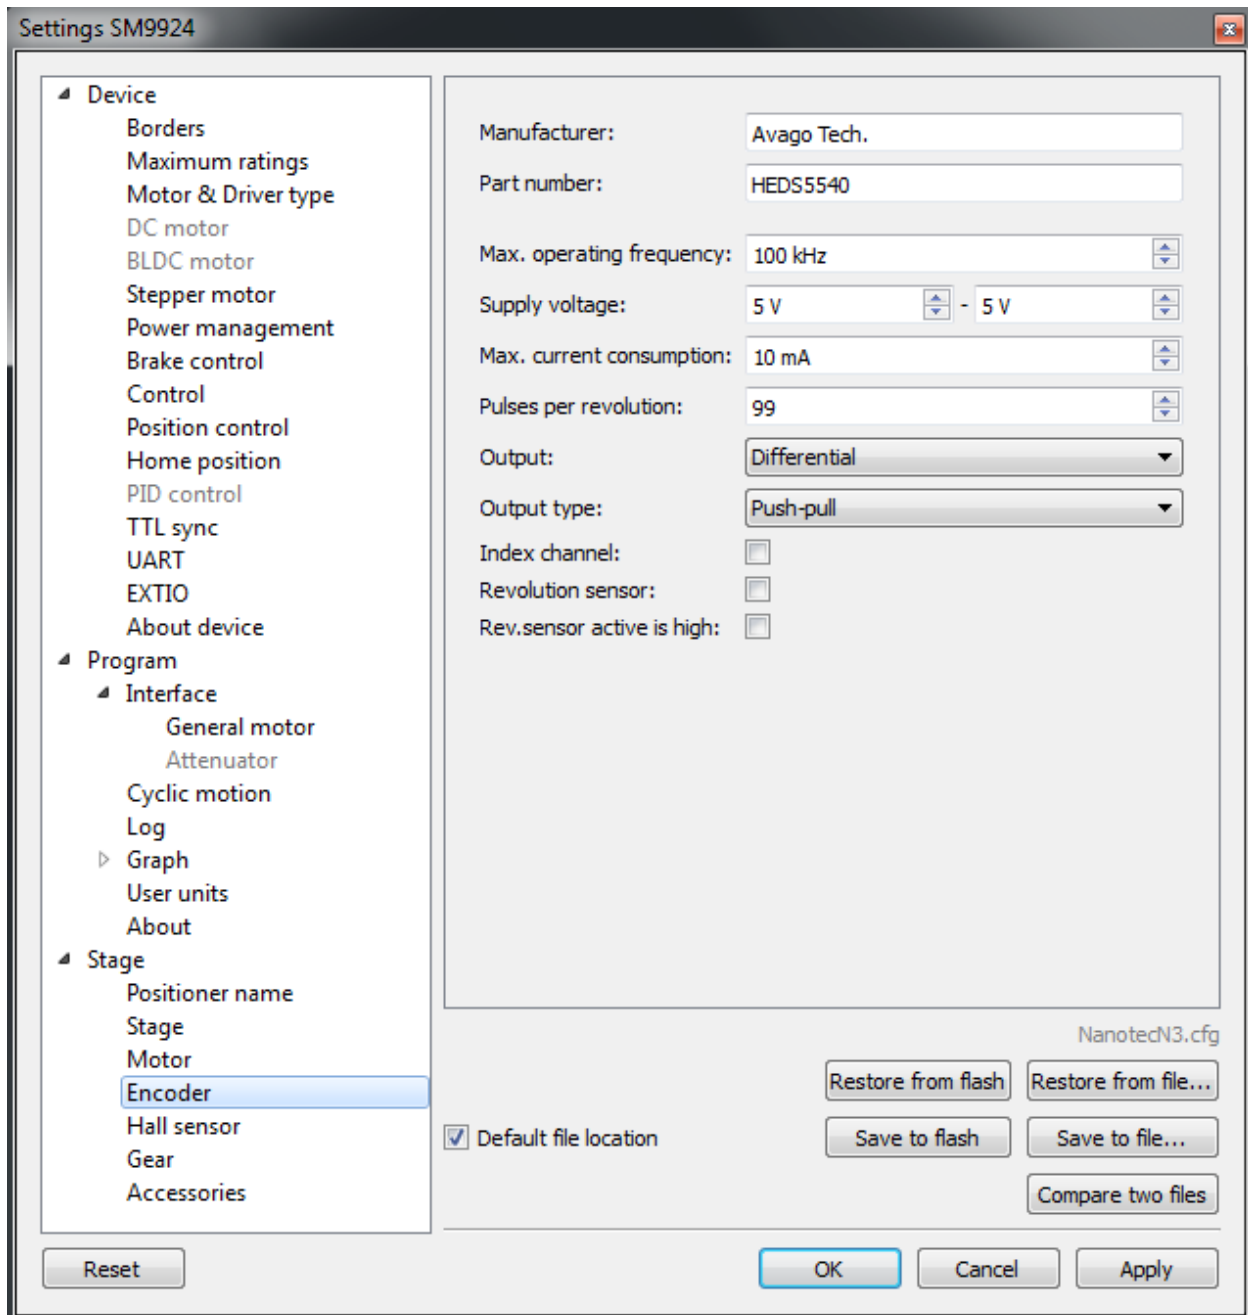 Settings SM9924
Device
Borders
Maximum ratings
Motor & Driver type
DC motor
BLDC motor
Stepper motor
Power management
Brake control
Control
Position control
Home position
PID control
TTL sync
UART
EXTIO
About device
Program
Interface
General motor
Attenuator
Cyclic motion
Log
Graph
User units
About
Stage
Positioner name
Stage
Motor
Encoder
Hall sensor
Gear
Accessories
Manufacturer: Avago Tech.
Part number: HEDS5540
Max. operating frequency: 100 kHz
Supply voltage: 5 V - 5 V
Max. current consumption: 10 mA
Pulses per revolution: 99
Output: Differential
Output type: Push-pull
Index channel:
Revolution sensor:
Rev.sensor active is high:
NanotecN3.cfg
Restore from flash Restore from file...
Default file location Save to flash Save to file...
Compare two files
Reset OK Cancel Apply